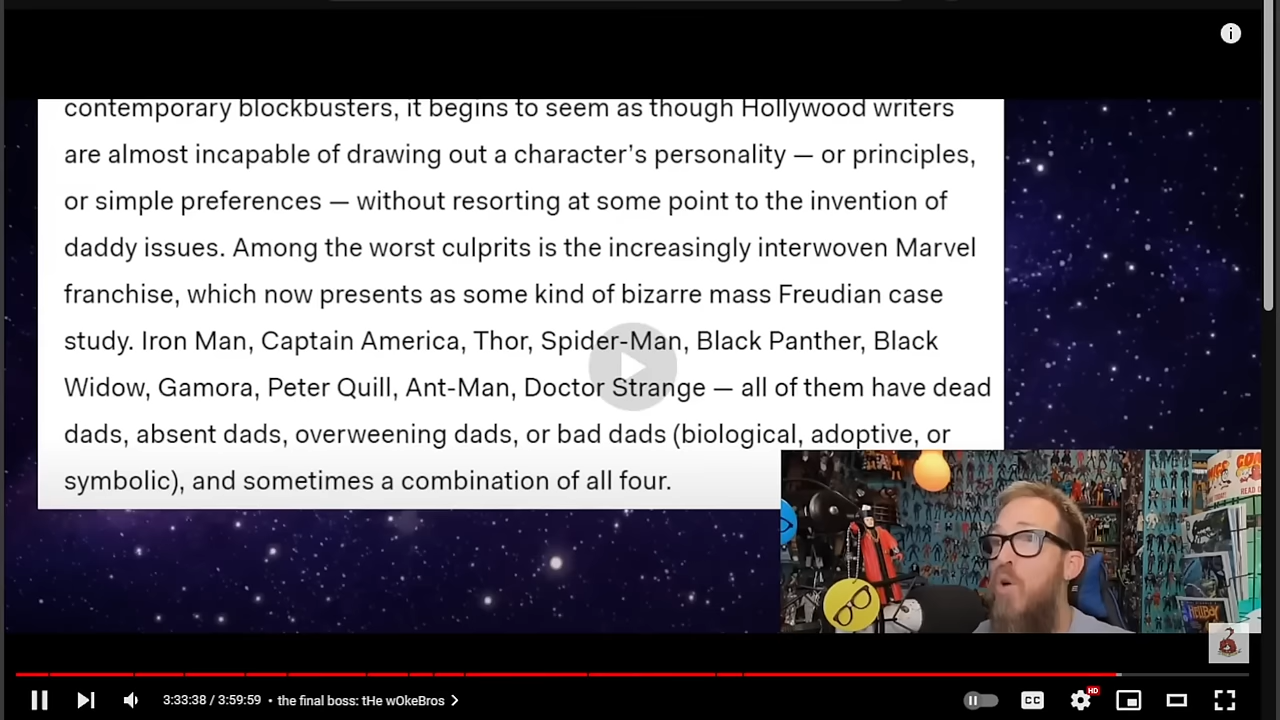 contemporary blockbusters, it begins to seem as though Hollywood writers
are almost incapable of drawing out a character’s personality — or principles,
or simple preferences — without resorting at some point to the invention of
daddy issues. Among the worst culprits is the increasingly interwoven Marvel
franchise, which now presents as some kind of bizarre mass Freudian case
study. Iron Man, Captain America, Thor, Spider-Man, Black Panther, Black
Widow, Gamora, Peter Quill, Ant-Man, Doctor Strange — all of them have dead
dads, absent dads, overweening dads, or bad dads (biological, adoptive, or
symbolic), and sometimes a combination of all four.
HELLBOY
3:33:38 / 3:59:59 • the final boss: tHe wOkeBros
CC
HD